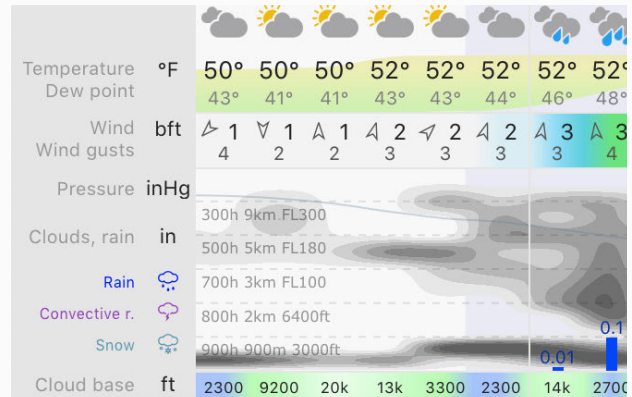 Temperature °F 50° 50° 50° 52° 52° 52° 52° 52°
Dew point 43° 41° 41° 43° 43° 44° 46° 48°
Wind bft 1 1 1 2 2 2 3 3
Wind gusts 4 2 2 3 3 3 3 4
Pressure inHg
300h 9km FL300
Clouds, rain in
500h 5km FL180
Rain 700h 3km FL100
Convective r. 800h 2km 6400ft
0.1
Snow 900h 900m 3000ft
0.01
Cloud base ft 2300 9200 20k 13k 3300 2300 14k 2700